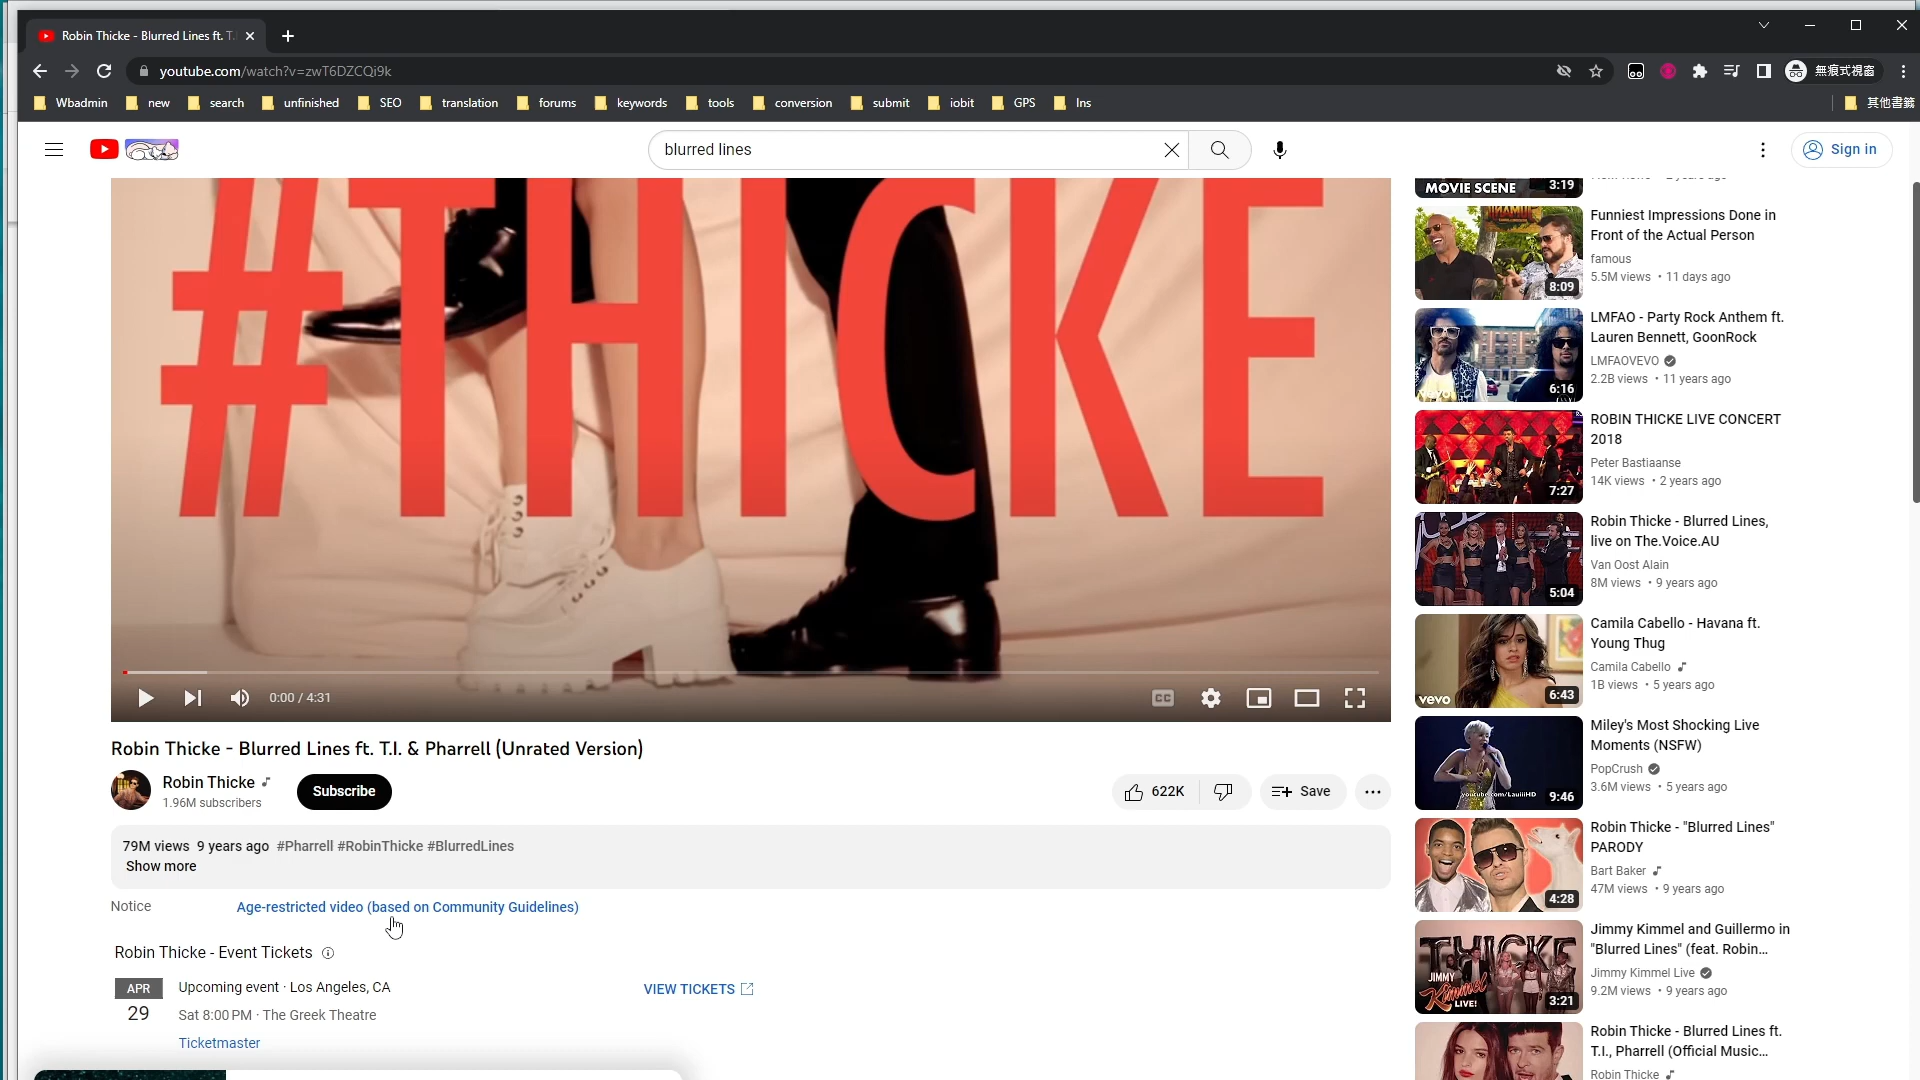 Robin Thicke - Blurred Lines ft. T.
youtube.com/watch?v=zwT6DZCQi9k
無痕式視窗
Wbadmin
new
search
unfinished
SEO
translation
forums
keywords
tools
conversion
submit
iobit
GPS
Ins
其他書籤
blurred lines
Sign in
#THICKE
0:00 / 4:31
CC
Robin Thicke - Blurred Lines ft. T.I. & Pharrell (Unrated Version)
Robin Thicke
1.96M subscribers
Subscribe
622K
Save
79M views 9 years ago #Pharrell #RobinThicke #BlurredLines
Show more
Notice
Age-restricted video (based on Community Guidelines)
Robin Thicke - Event Tickets
APR
29
Upcoming event · Los Angeles, CA
Sat 8:00 PM · The Greek Theatre
Ticketmaster
VIEW TICKETS
MOVIE SCENE
3:19
8:09
Funniest Impressions Done in
Front of the Actual Person
famous
5.5M views • 11 days ago
6:16
LMFAO - Party Rock Anthem ft.
Lauren Bennett, GoonRock
LMFAOVEVO
2.2B views • 11 years ago
7:27
ROBIN THICKE LIVE CONCERT
2018
Peter Bastiaanse
14K views • 2 years ago
5:04
Robin Thicke - Blurred Lines,
live on The.Voice.AU
Van Oost Alain
8M views • 9 years ago
vevo
6:43
Camila Cabello - Havana ft.
Young Thug
Camila Cabello
1B views • 5 years ago
youtube.com/LauiiiHD
9:46
Miley's Most Shocking Live
Moments (NSFW)
PopCrush
3.6M views • 5 years ago
4:28
Robin Thicke - "Blurred Lines"
PARODY
Bart Baker
47M views • 9 years ago
THICKE
JIMMY
Kimmel
LIVE!
3:21
Jimmy Kimmel and Guillermo in
"Blurred Lines" (feat. Robin...
Jimmy Kimmel Live
9.2M views • 9 years ago
Robin Thicke - Blurred Lines ft.
T.I., Pharrell (Official Music...
Robin Thicke